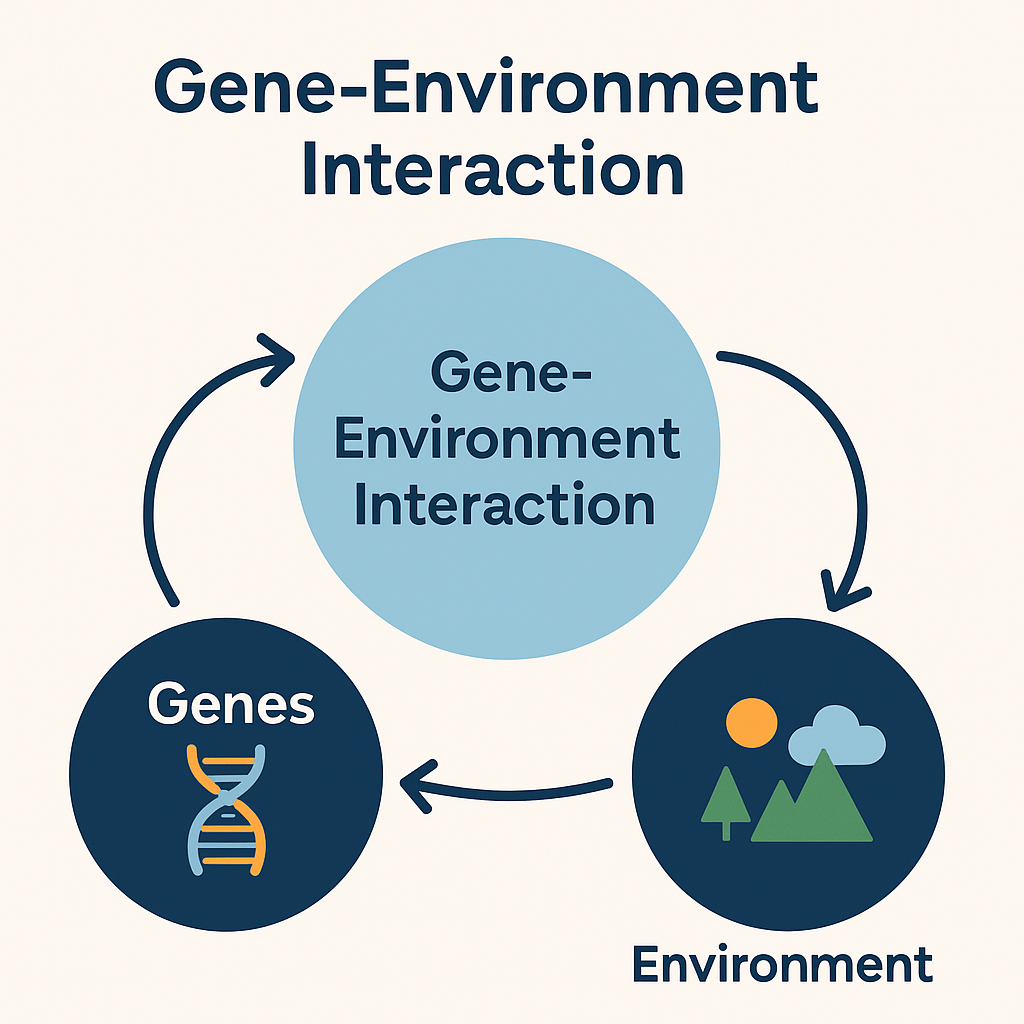 Gene-Environment
Interaction
Gene-
Environment
Interaction
Genes
Environment